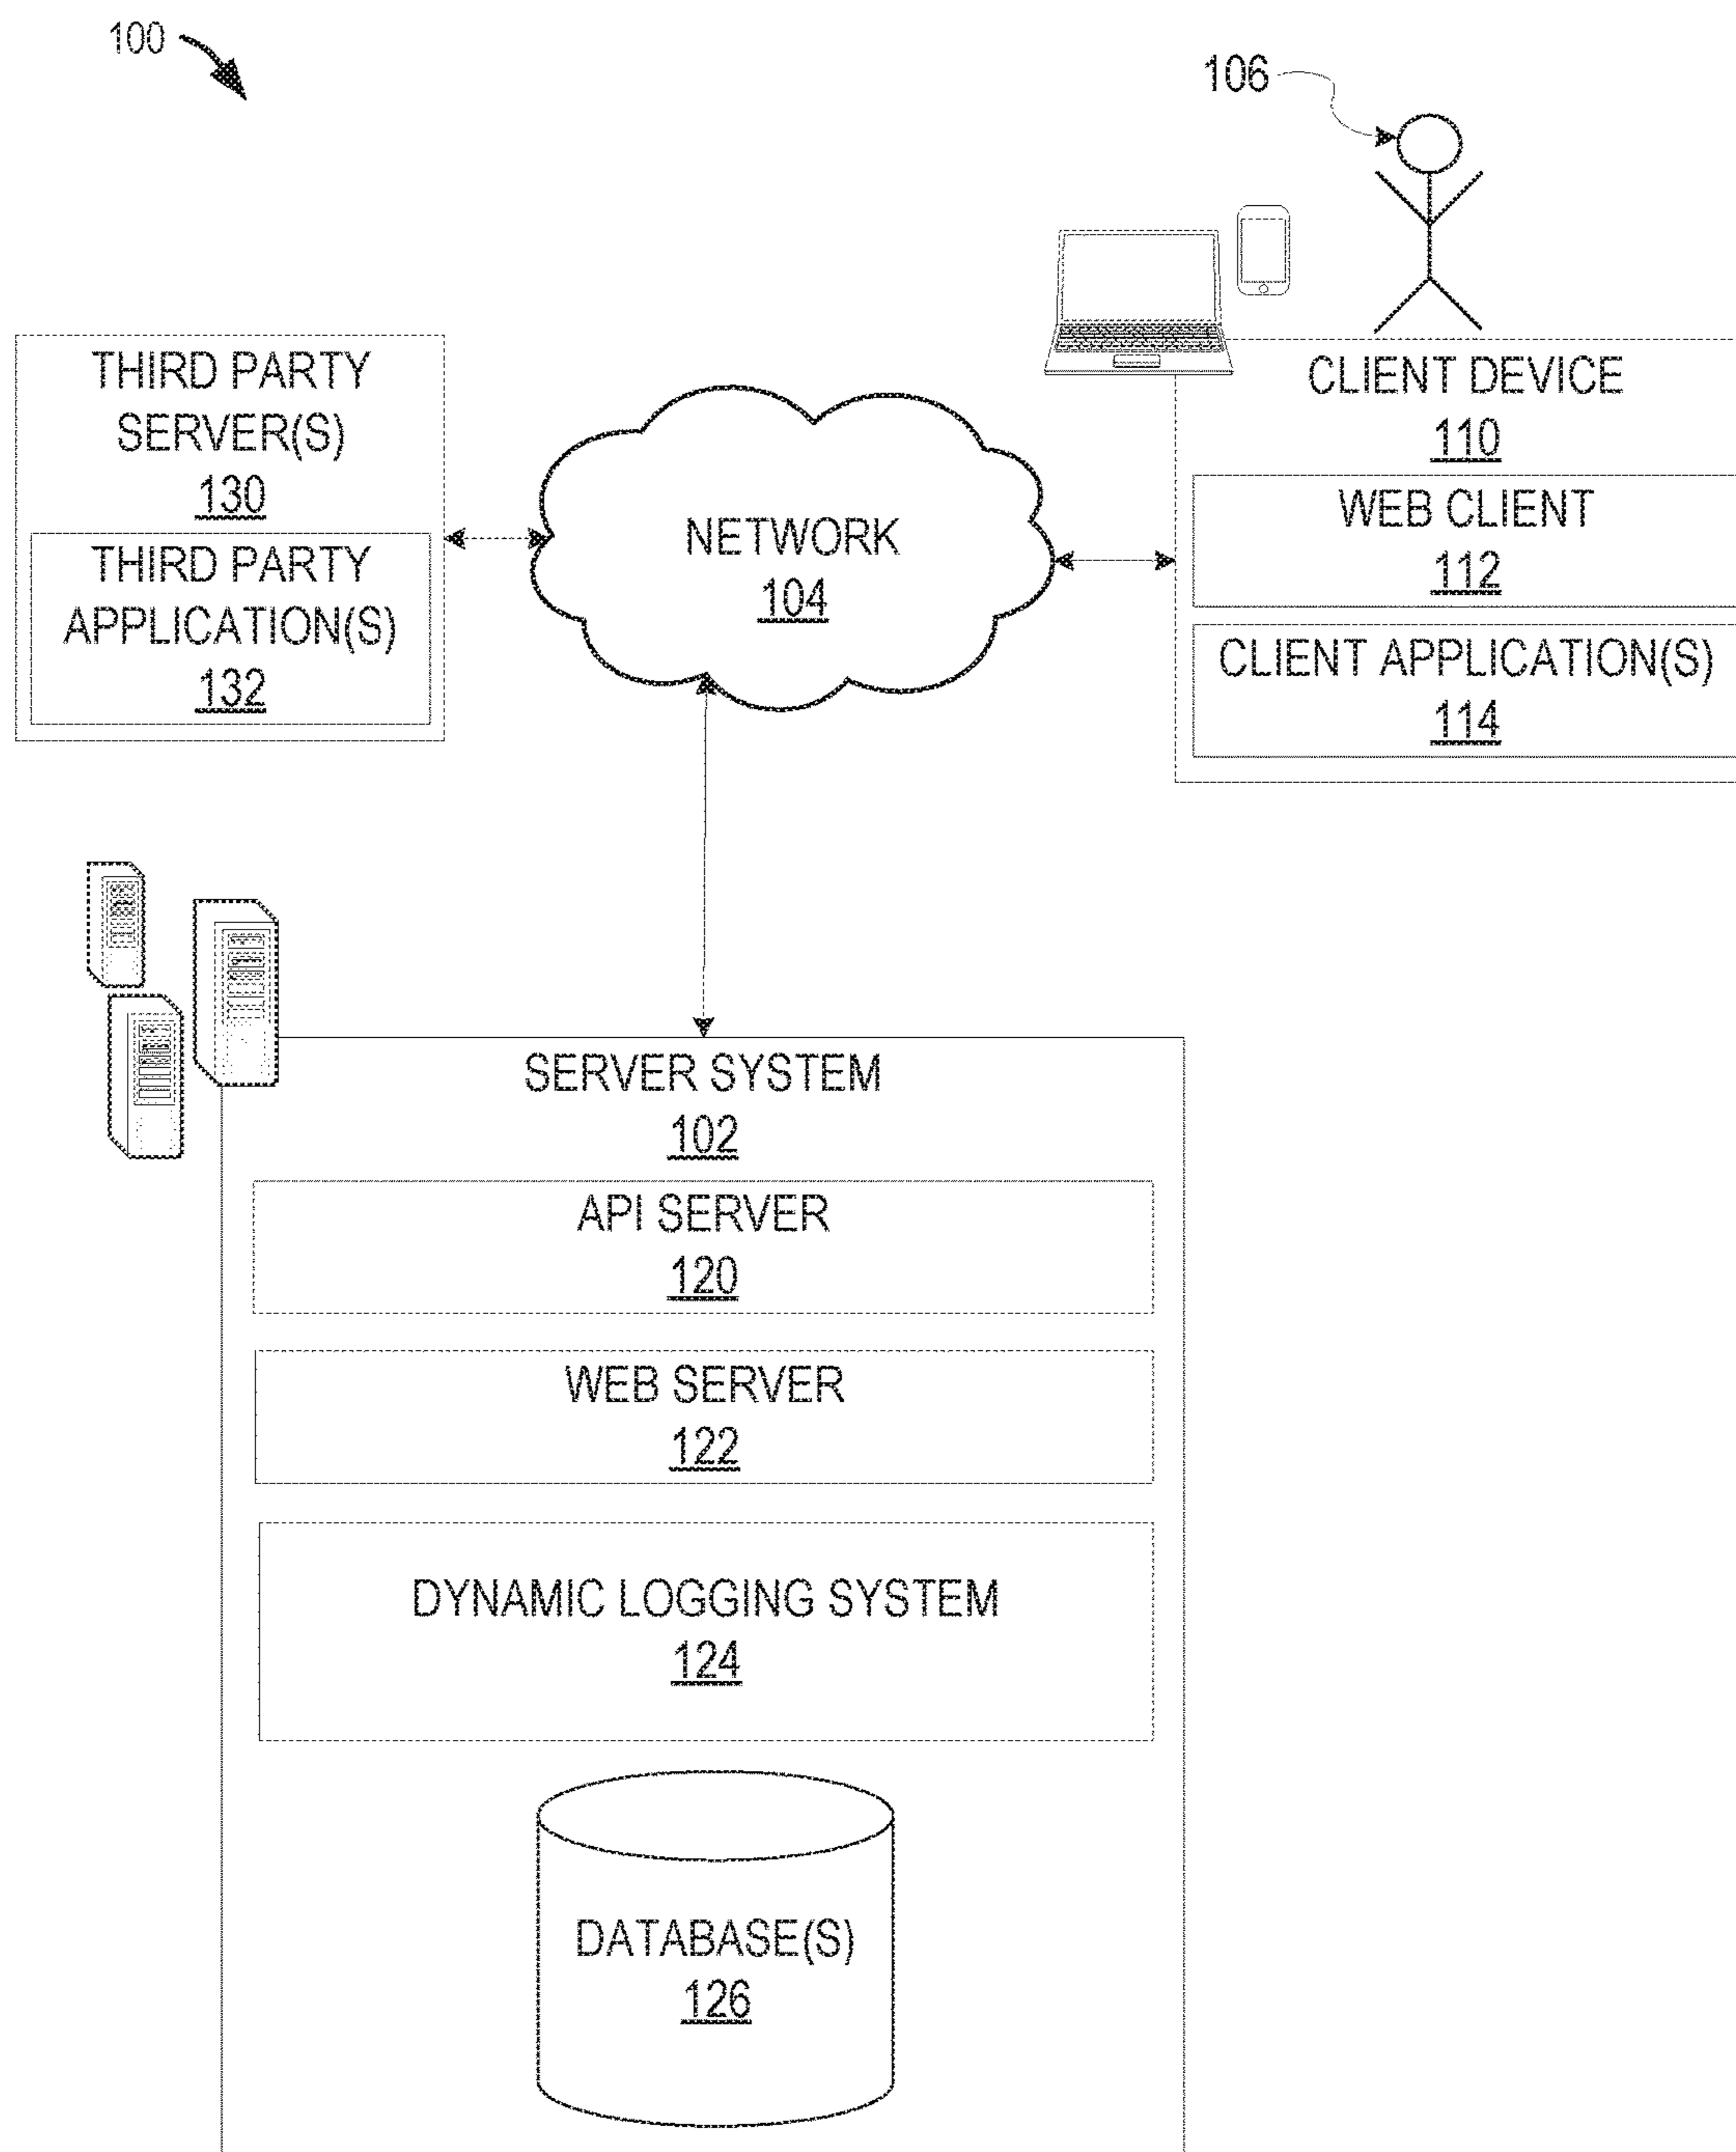 100
106
THIRD PARTY
SERVER(S)
130
THIRD PARTY
APPLICATION(S)
132
NETWORK
104
CLIENT DEVICE
110
WEB CLIENT
112
CLIENT APPLICATION(S)
114
SERVER SYSTEM
102
API SERVER
120
WEB SERVER
122
DYNAMIC LOGGING SYSTEM
124
DATABASE(S)
126